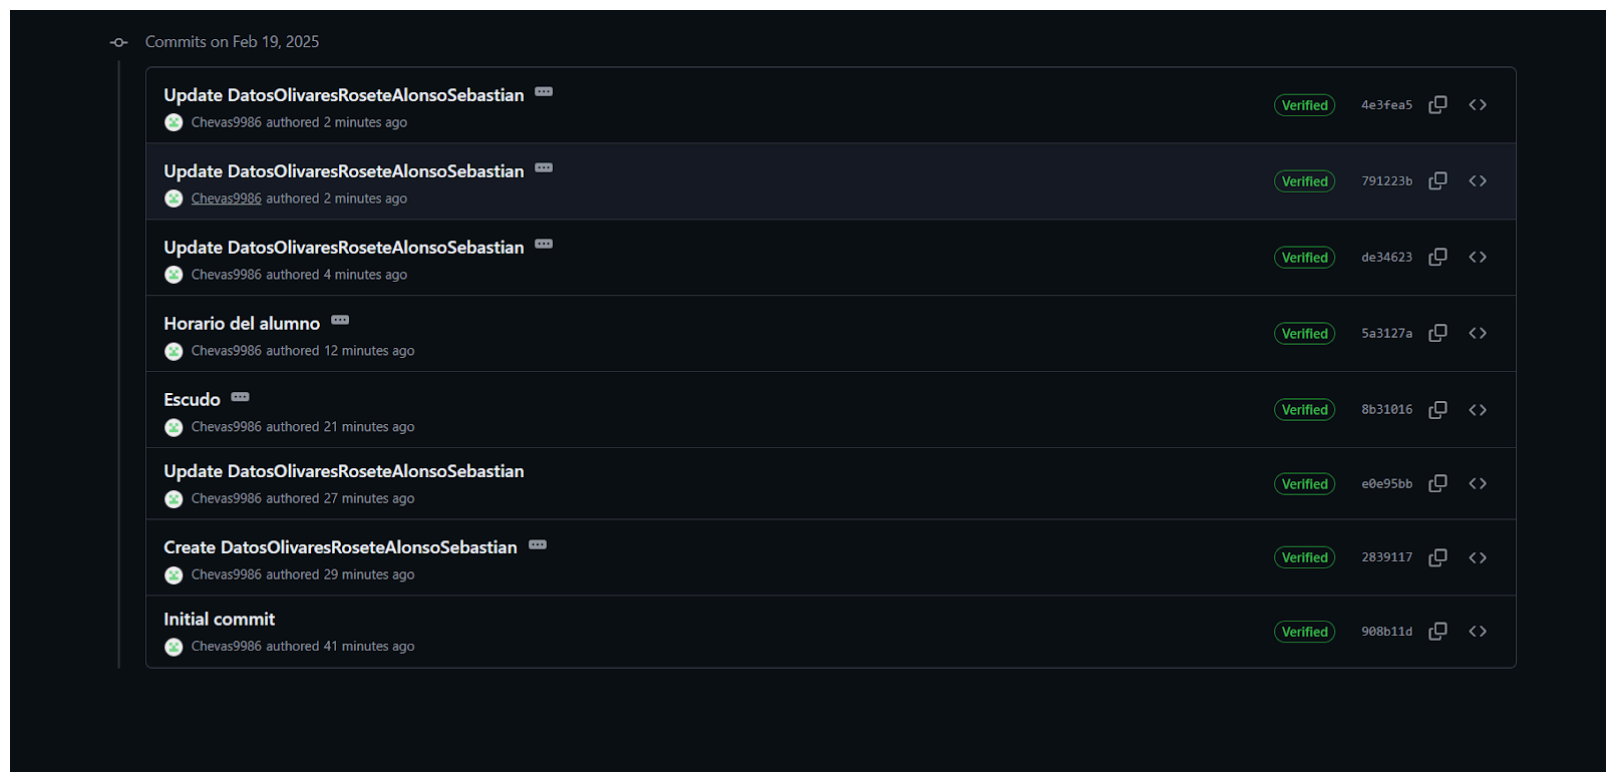 Commits on Feb 19, 2025
Update DatosOlivaresRoseteAlonsoSebastian
Verified 4e3fea5
Chevas9986 authored 2 minutes ago
Update DatosOlivaresRoseteAlonsoSebastian
Verified 791223b
Chevas9986 authored 2 minutes ago
Update DatosOlivaresRoseteAlonsoSebastian
Verified de34623
Chevas9986 authored 4 minutes ago
Horario del alumno
Verified 5a3127a
Chevas9986 authored 12 minutes ago
Escudo
Verified 8b31016
Chevas9986 authored 21 minutes ago
Update DatosOlivaresRoseteAlonsoSebastian
Verified e0e95bb
Chevas9986 authored 27 minutes ago
Create DatosOlivaresRoseteAlonsoSebastian
Verified 2839117
Chevas9986 authored 29 minutes ago
Initial commit
Verified 908b11d
Chevas9986 authored 41 minutes ago